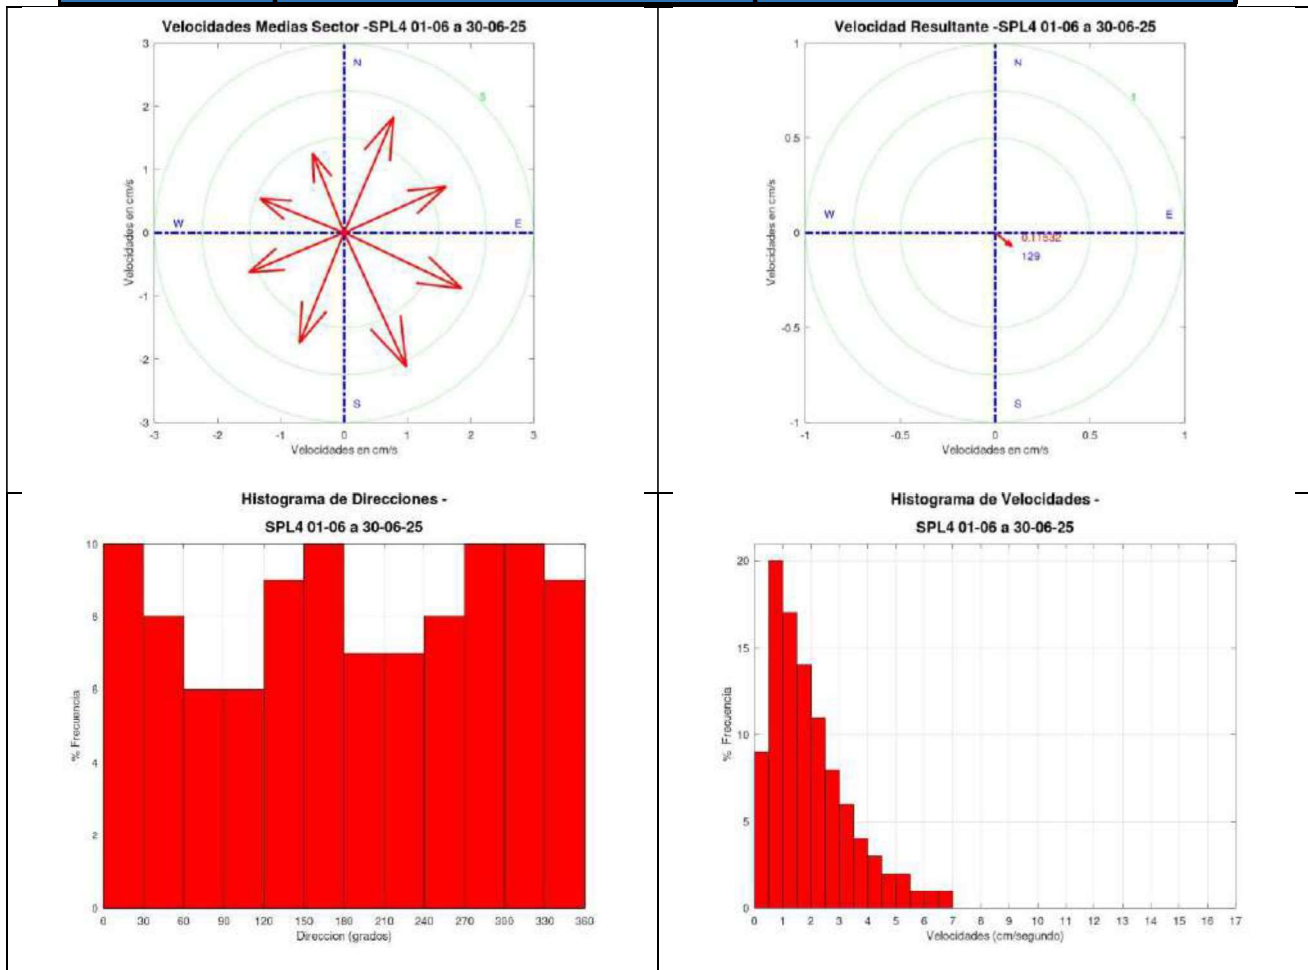 Velocidades Medias Sector -SPL4 01-06 a 30-06-25
3
N
3
2
1
W
E
0
Velocidades en cm/s
-1
-2
S
-3
-3 -2 -1 0 1 2 3
Velocidades en cm/s
Velocidad Resultante -SPL4 01-06 a 30-06-25
1
N
1
0.5
W
E
0
0.11532
129
Velocidades en cm/s
-0.5
S
-1
-1 -0.5 0 0.5 1
Velocidades en cm/s
Histograma de Direcciones -
SPL4 01-06 a 30-06-25
10
8
6
4
2
0
% Frecuencia
0 30 60 90 120 150 180 210 240 270 300 330 360
Direccion (grados)
Histograma de Velocidades -
SPL4 01-06 a 30-06-25
20
15
10
5
0
% Frecuencia
0 1 2 3 4 5 6 7 8 9 10 11 12 13 14 15 16 17
Velocidades (cm/segundo)